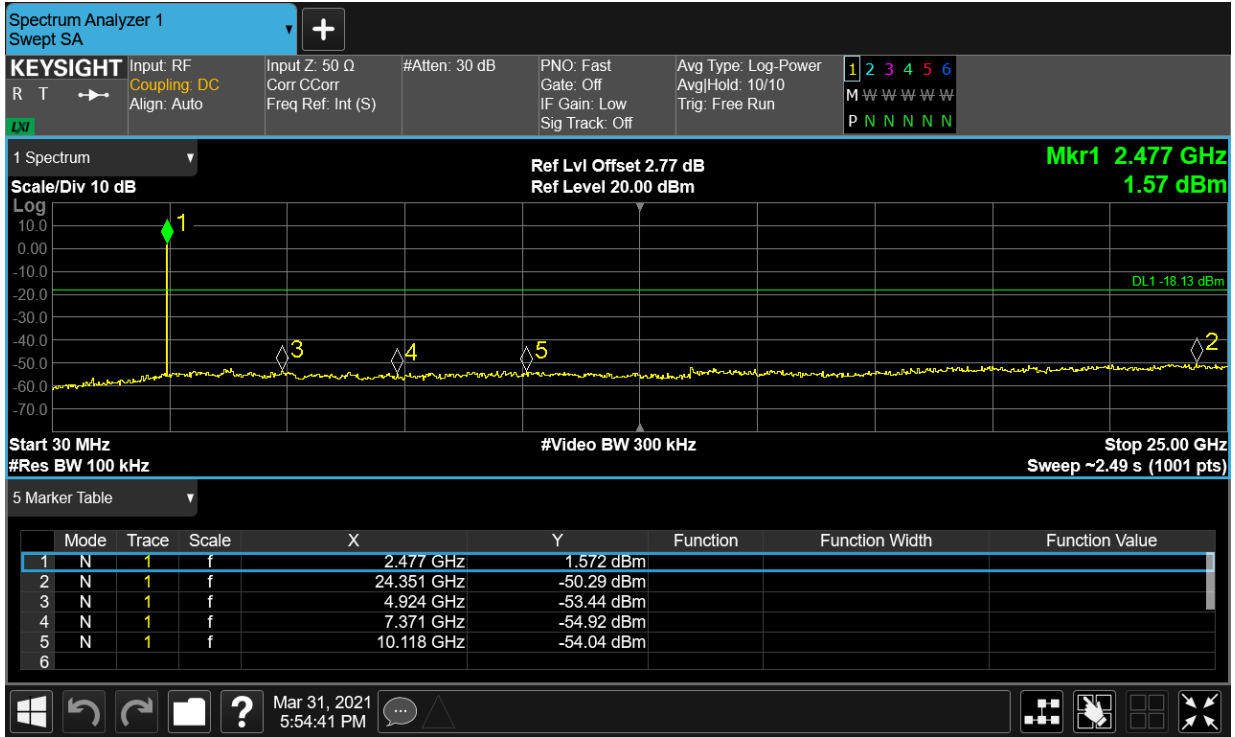 Spectrum Analyzer 1
Swept SA
KEYSIGHT
R T
LXI
Input: RF
Coupling: DC
Align: Auto
Input Z: 50 Ω
Corr CCorr
Freq Ref: Int (S)
#Atten: 30 dB
PNO: Fast
Gate: Off
IF Gain: Low
Sig Track: Off
Avg Type: Log-Power
Avg|Hold: 10/10
Trig: Free Run
1 2 3 4 5 6
M W W W W W
P N N N N N
1 Spectrum
Scale/Div 10 dB
Ref Lvl Offset 2.77 dB
Ref Level 20.00 dBm
Mkr1 2.477 GHz
1.57 dBm
Log
10.0
0.00
-10.0
-20.0
-30.0
-40.0
-50.0
-60.0
-70.0
1
DL1 -18.13 dBm
3
4
5
2
Start 30 MHz
#Res BW 100 kHz
#Video BW 300 kHz
Stop 25.00 GHz
Sweep ~2.49 s (1001 pts)
5 Marker Table
Mode Trace Scale X Y Function Function Width Function Value
1 N 1 f 2.477 GHz 1.572 dBm
2 N 1 f 24.351 GHz -50.29 dBm
3 N 1 f 4.924 GHz -53.44 dBm
4 N 1 f 7.371 GHz -54.92 dBm
5 N 1 f 10.118 GHz -54.04 dBm
6
?
Mar 31, 2021
5:54:41 PM